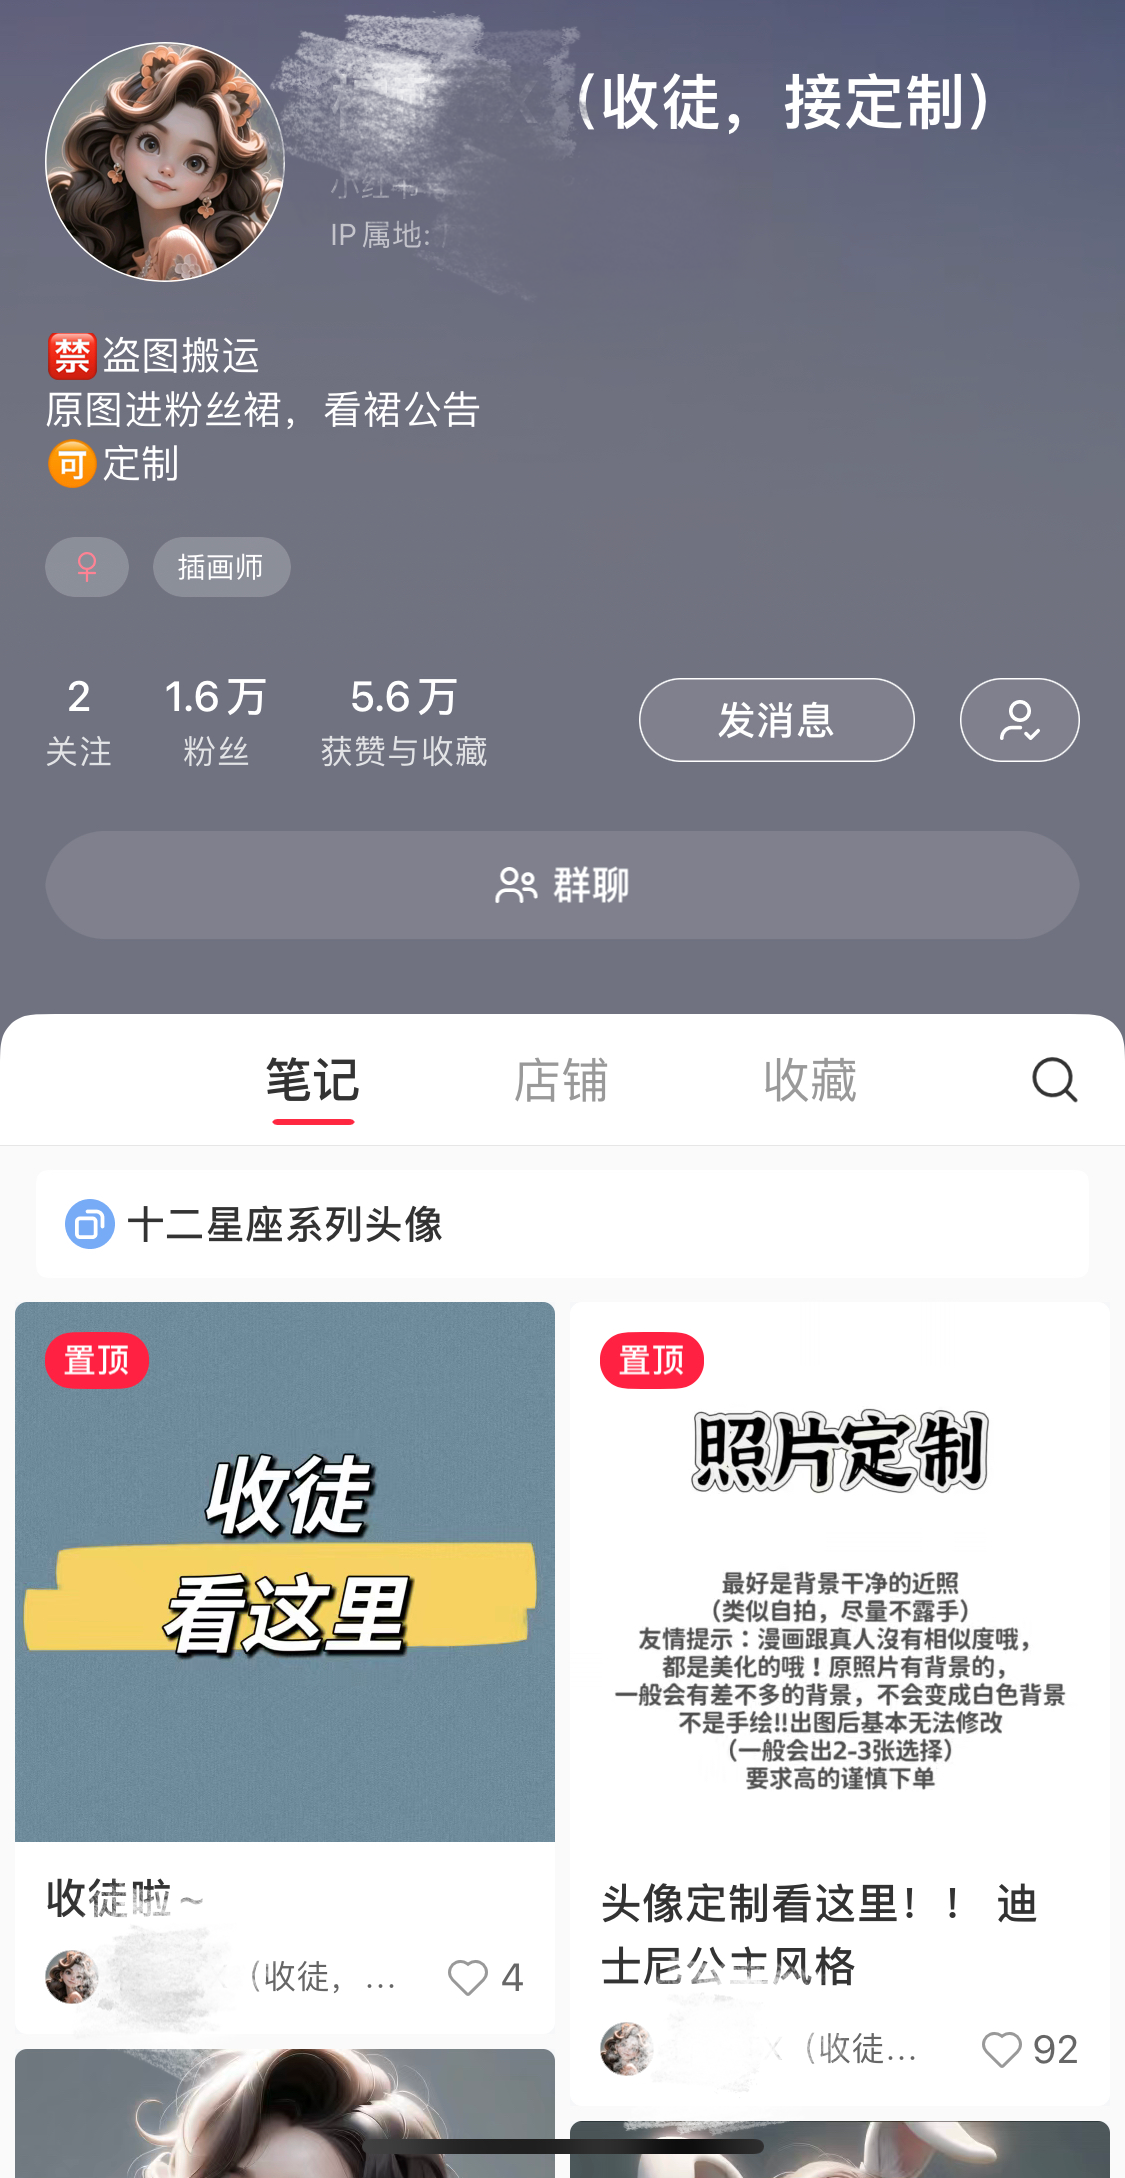 （收徒，接定制）
小红书
IP属地:
禁盗图搬运
原图进粉丝裙，看裙公告
可定制
♀ 插画师
2 1.6万 5.6万
关注 粉丝 获赞与收藏
发消息
群聊
笔记 店铺 收藏
十二星座系列头像
置顶
收徒
看这里
收徒啦~
（收徒，... 4
置顶
照片定制
最好是背景干净的近照
（类似自拍，尽量不露手）
友情提示：漫画跟真人沒有相似度哦，
都是美化的哦！原照片有背景的，
一般会有差不多的背景，不会变成白色背景
不是手绘!!出图后基本无法修改
（一般会出2-3张选择）
要求高的谨慎下单
头像定制看这里！！ 迪
士尼公主风格
（收徒... 92